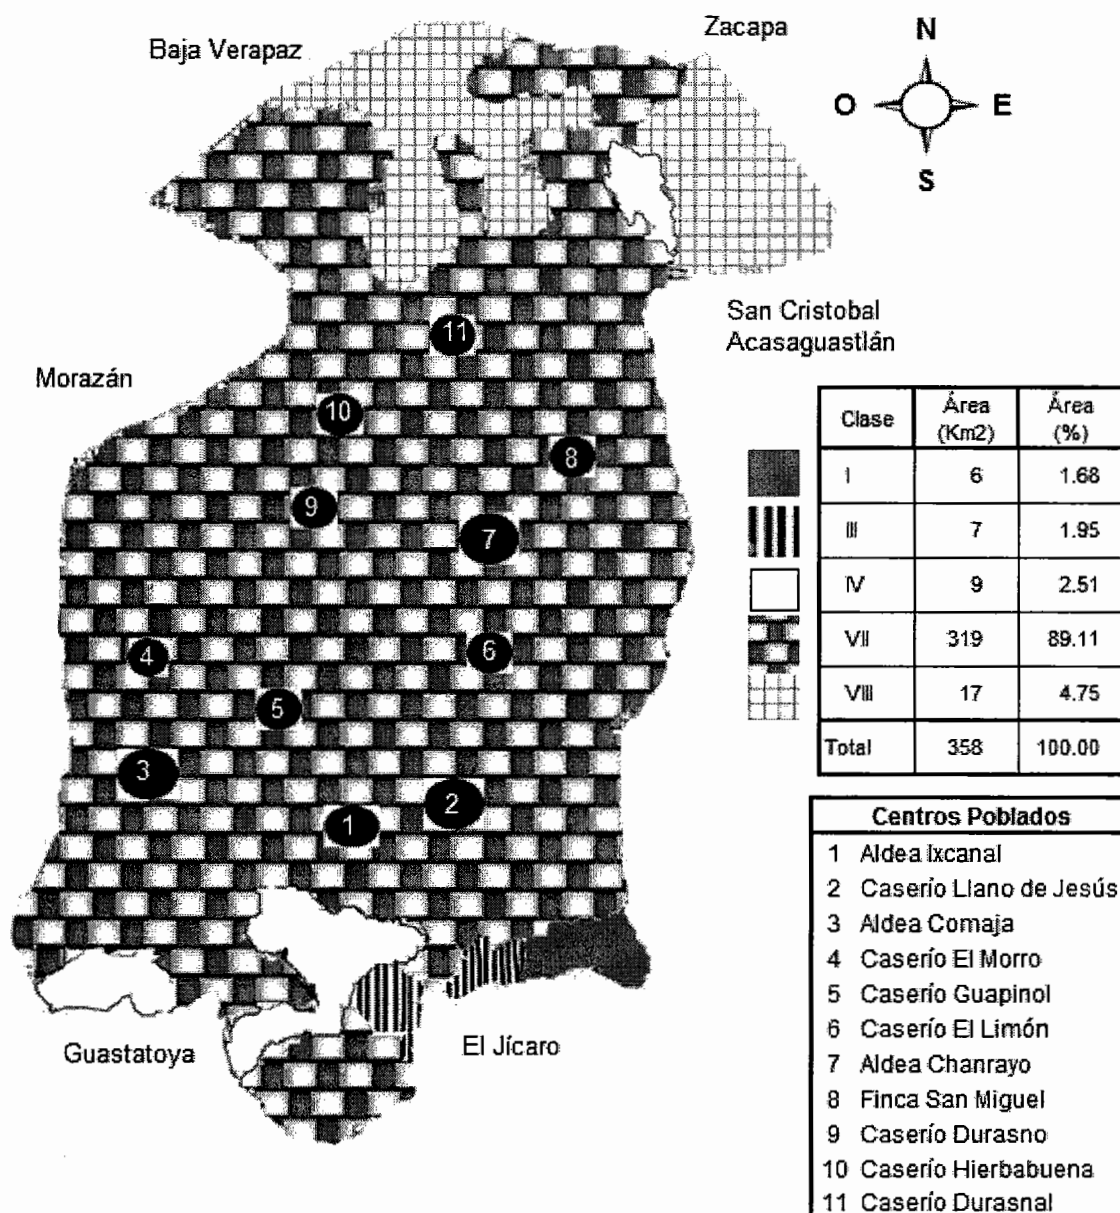 Baja Verapaz
Zacapa
N
O E
S
San Cristobal
Acasaguastlán
Morazán
11
10
8
9
7
4
6
5
3
2
1
Guastatoya
El Jícaro
Clase Área (Km2) Área (%)
I 6 1.68
III 7 1.95
IV 9 2.51
VII 319 89.11
VIII 17 4.75
Total 358 100.00
Centros Poblados
1 Aldea Ixcanal
2 Caserío Llano de Jesús
3 Aldea Comaja
4 Caserío El Morro
5 Caserío Guapinol
6 Caserío El Limón
7 Aldea Chanrayo
8 Finca San Miguel
9 Caserío Durasno
10 Caserío Hierbabuena
11 Caserío Durasnal